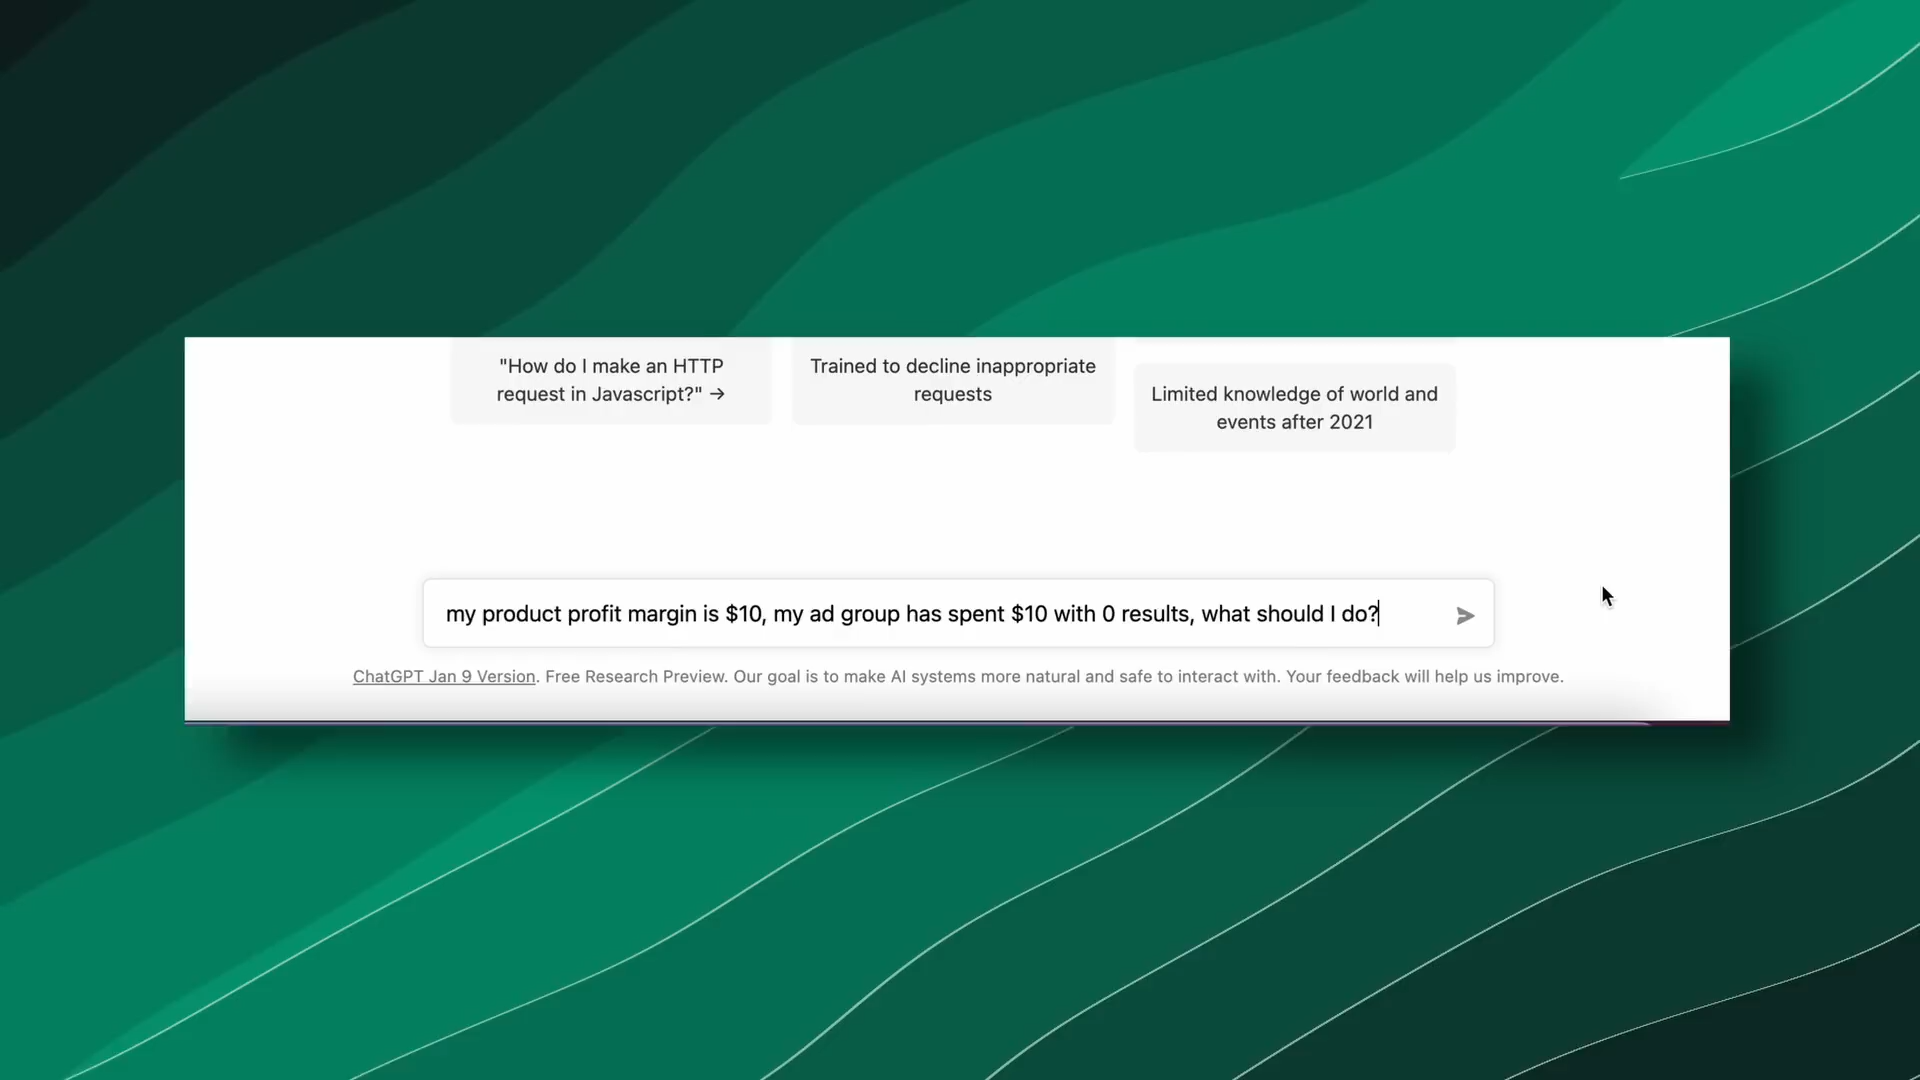 "How do I make an HTTP
request in Javascript?" →
Trained to decline inappropriate
requests
Limited knowledge of world and
events after 2021
my product profit margin is $10, my ad group has spent $10 with 0 results, what should I do?
ChatGPT Jan 9 Version. Free Research Preview. Our goal is to make AI systems more natural and safe to interact with. Your feedback will help us improve.